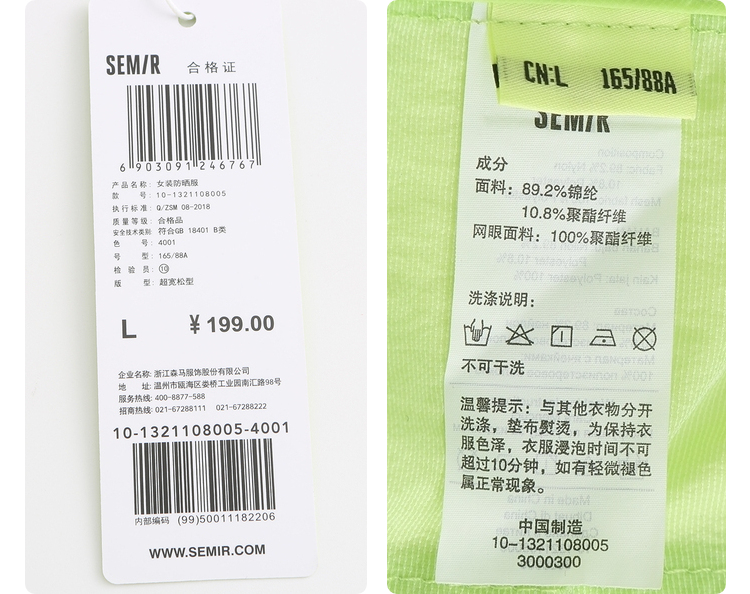 SEMIR 合格证
6 903091 246767
产品名称: 女装防晒服
款 号: 10-1321108005
执行标准: Q/ZSM 08-2018
质量等级: 合格品
安全技术类别: 符合GB 18401 B类
色 号: 4001
号 型: 165/88A
检 验 员: ⑩
版 型: 超宽松型
L ¥199.00
企业名称: 浙江森马服饰股份有限公司
地 址: 温州市瓯海区娄桥工业园南汇路98号
服务热线: 400-8877-588
招商热线: 021-67288111 021-67288222
10-1321108005-4001
内部编码 (99)50011182206
WWW.SEMIR.COM
CN:L 165/88A
SEMIR
成分
面料: 89.2%锦纶
10.8%聚酯纤维
网眼面料: 100%聚酯纤维
洗涤说明:
不可干洗
温馨提示: 与其他衣物分开
洗涤, 垫布熨烫, 为保持衣
服色泽, 衣服浸泡时间不可
超过10分钟, 如有轻微褪色
属正常现象。
中国制造
10-1321108005
3000300